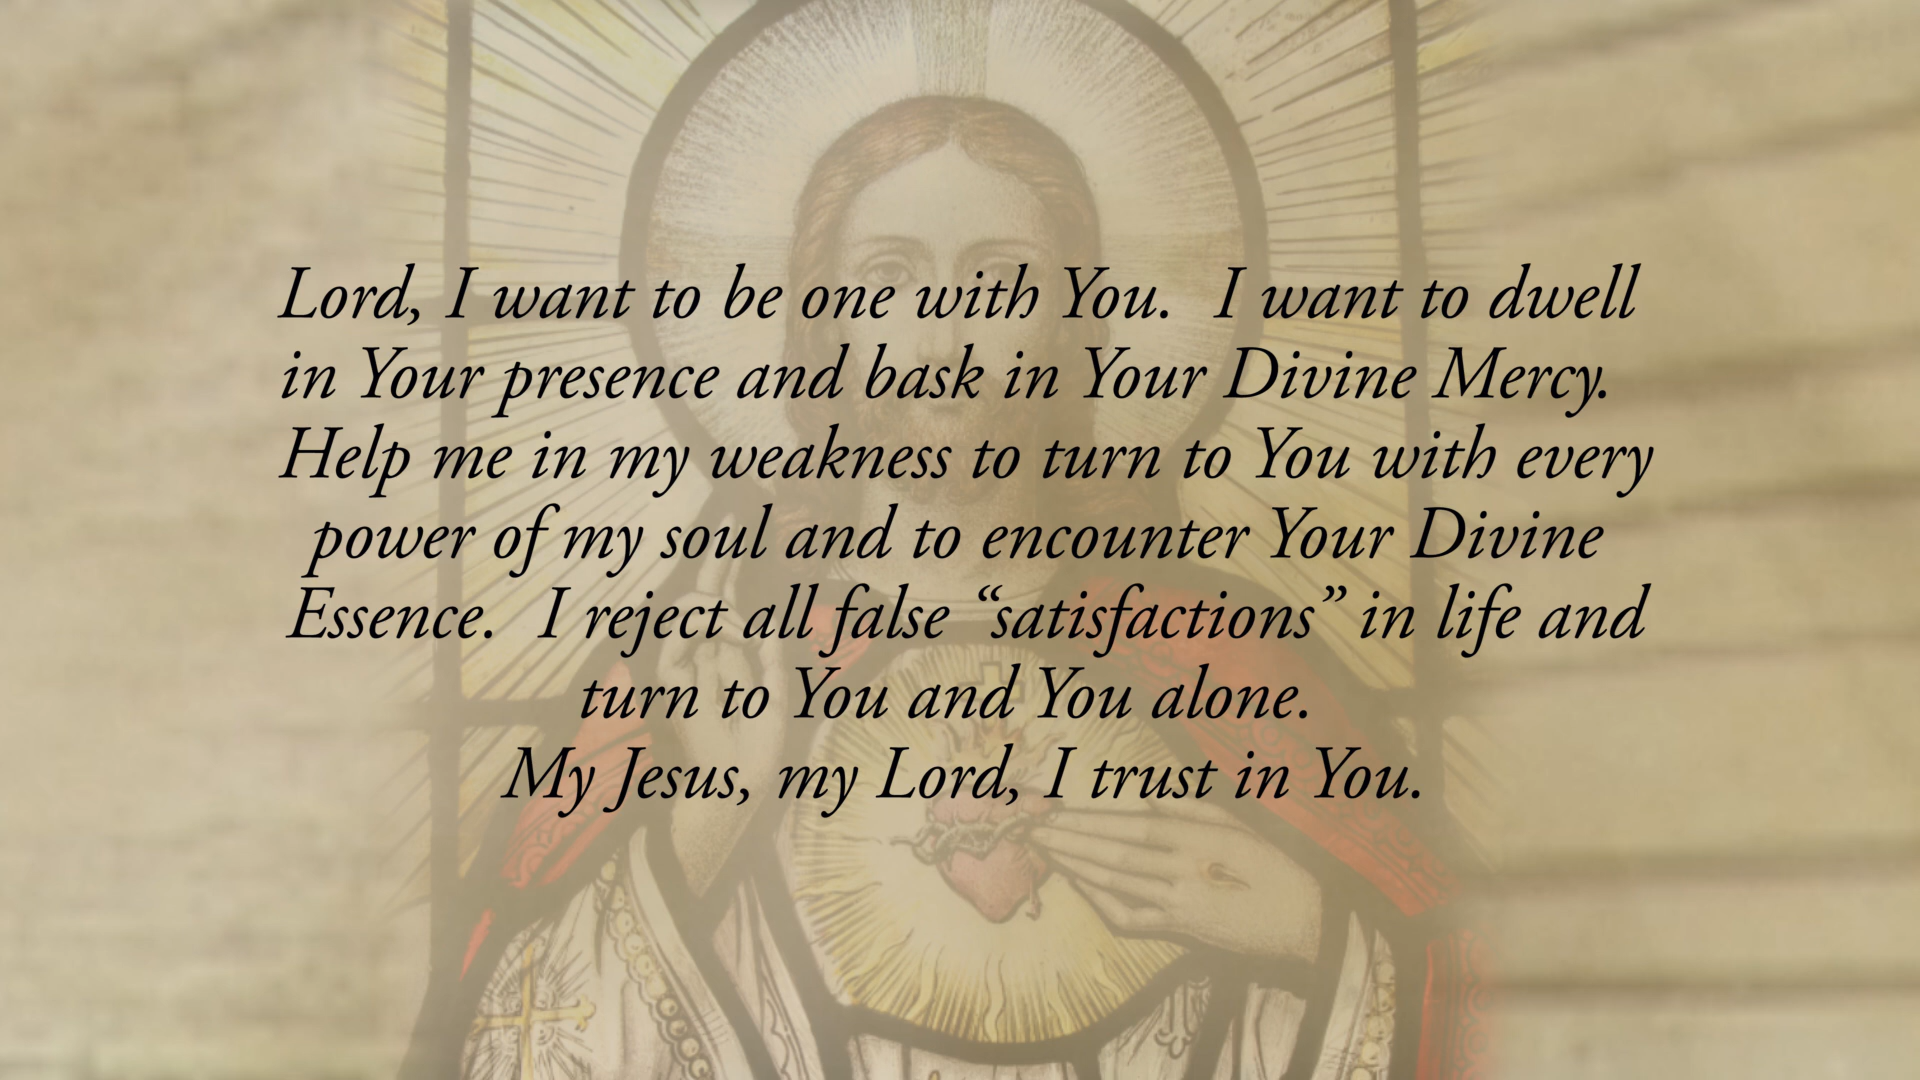 Lord, I want to be one with You.  I want to dwell
in Your presence and bask in Your Divine Mercy.
Help me in my weakness to turn to You with every
power of my soul and to encounter Your Divine
Essence.  I reject all false “satisfactions” in life and
turn to You and You alone.
My Jesus, my Lord, I trust in You.